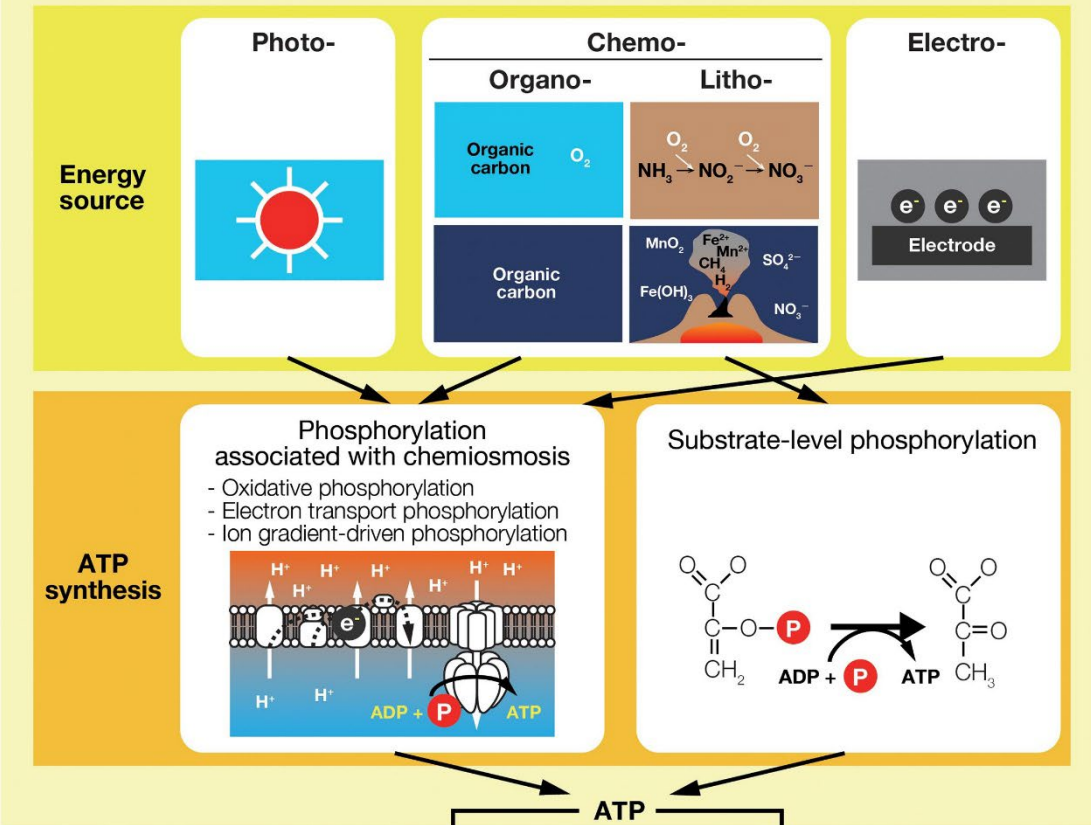 Photo-
Chemo-
Electro-
Organo-
Litho-
Energy
source
Organic
carbon
O₂
O₂ O₂
NH₃ → NO₂⁻ → NO₃⁻
e⁻ e⁻ e⁻
Electrode
Organic
carbon
MnO₂
Fe²⁺
Mn²⁺
CH₄
H₂
SO₄²⁻
Fe(OH)₃
NO₃⁻
ATP
synthesis
Phosphorylation
associated with chemiosmosis
- Oxidative phosphorylation
- Electron transport phosphorylation
- Ion gradient-driven phosphorylation
H⁺ H⁺ H⁺ H⁺ H⁺
H⁺ H⁺
e⁻
H⁺ H⁺
ADP + P ATP
Substrate-level phosphorylation
O O
C
C—O—P
CH₂
ADP + P ATP
O O
C
C=O
CH₃
ATP